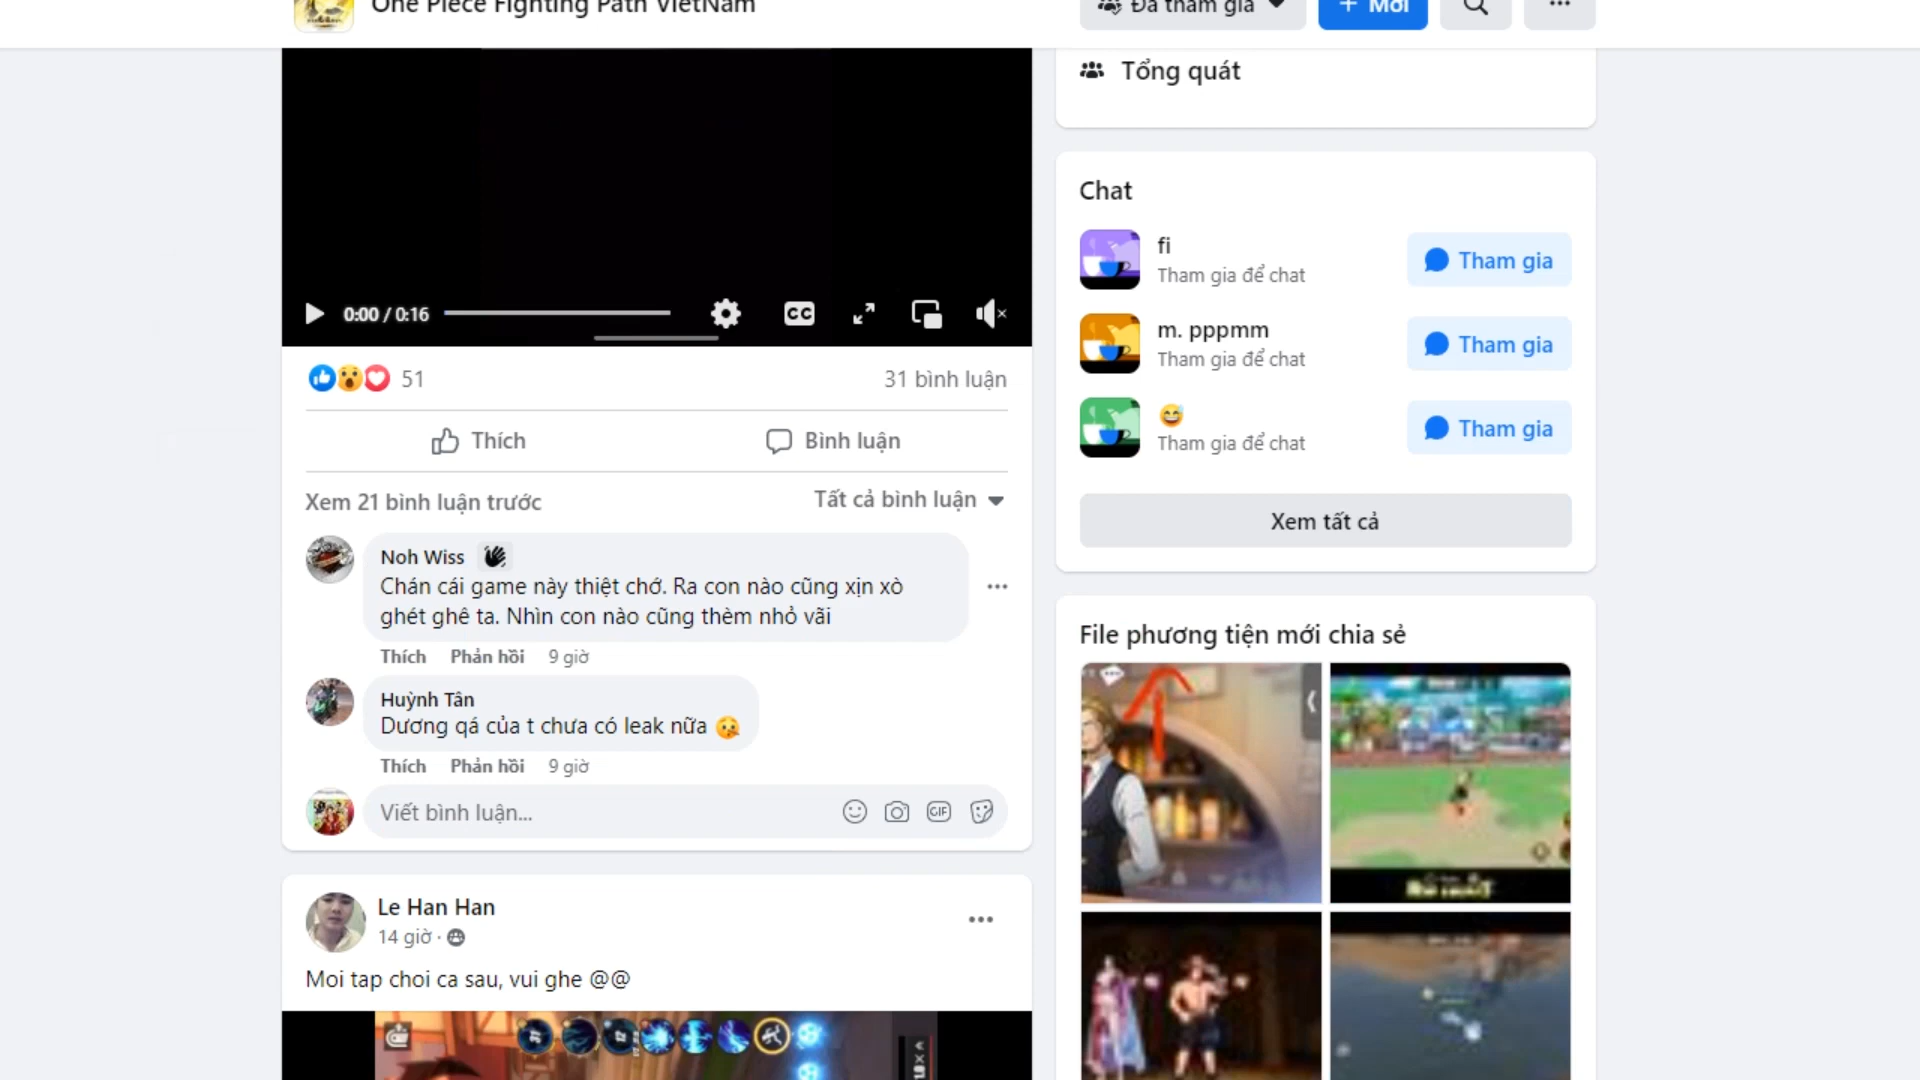 One Piece Fighting Path VietNam
Đã tham gia
+ Mời
Tổng quát
0:00 / 0:16
CC
51
31 bình luận
Thích
Bình luận
Xem 21 bình luận trước
Tất cả bình luận
Noh Wiss
Chán cái game này thiệt chớ. Ra con nào cũng xịn xò
ghét ghê ta. Nhìn con nào cũng thèm nhỏ vãi
Thích Phản hồi 9 giờ
Huỳnh Tân
Dương qá của t chưa có leak nữa
Thích Phản hồi 9 giờ
Viết bình luận...
GIF
Le Han Han
14 giờ
Moi tap choi ca sau, vui ghe @@
Chat
fi
Tham gia để chat
Tham gia
m. pppmm
Tham gia để chat
Tham gia
Tham gia để chat
Tham gia
Xem tất cả
File phương tiện mới chia sẻ